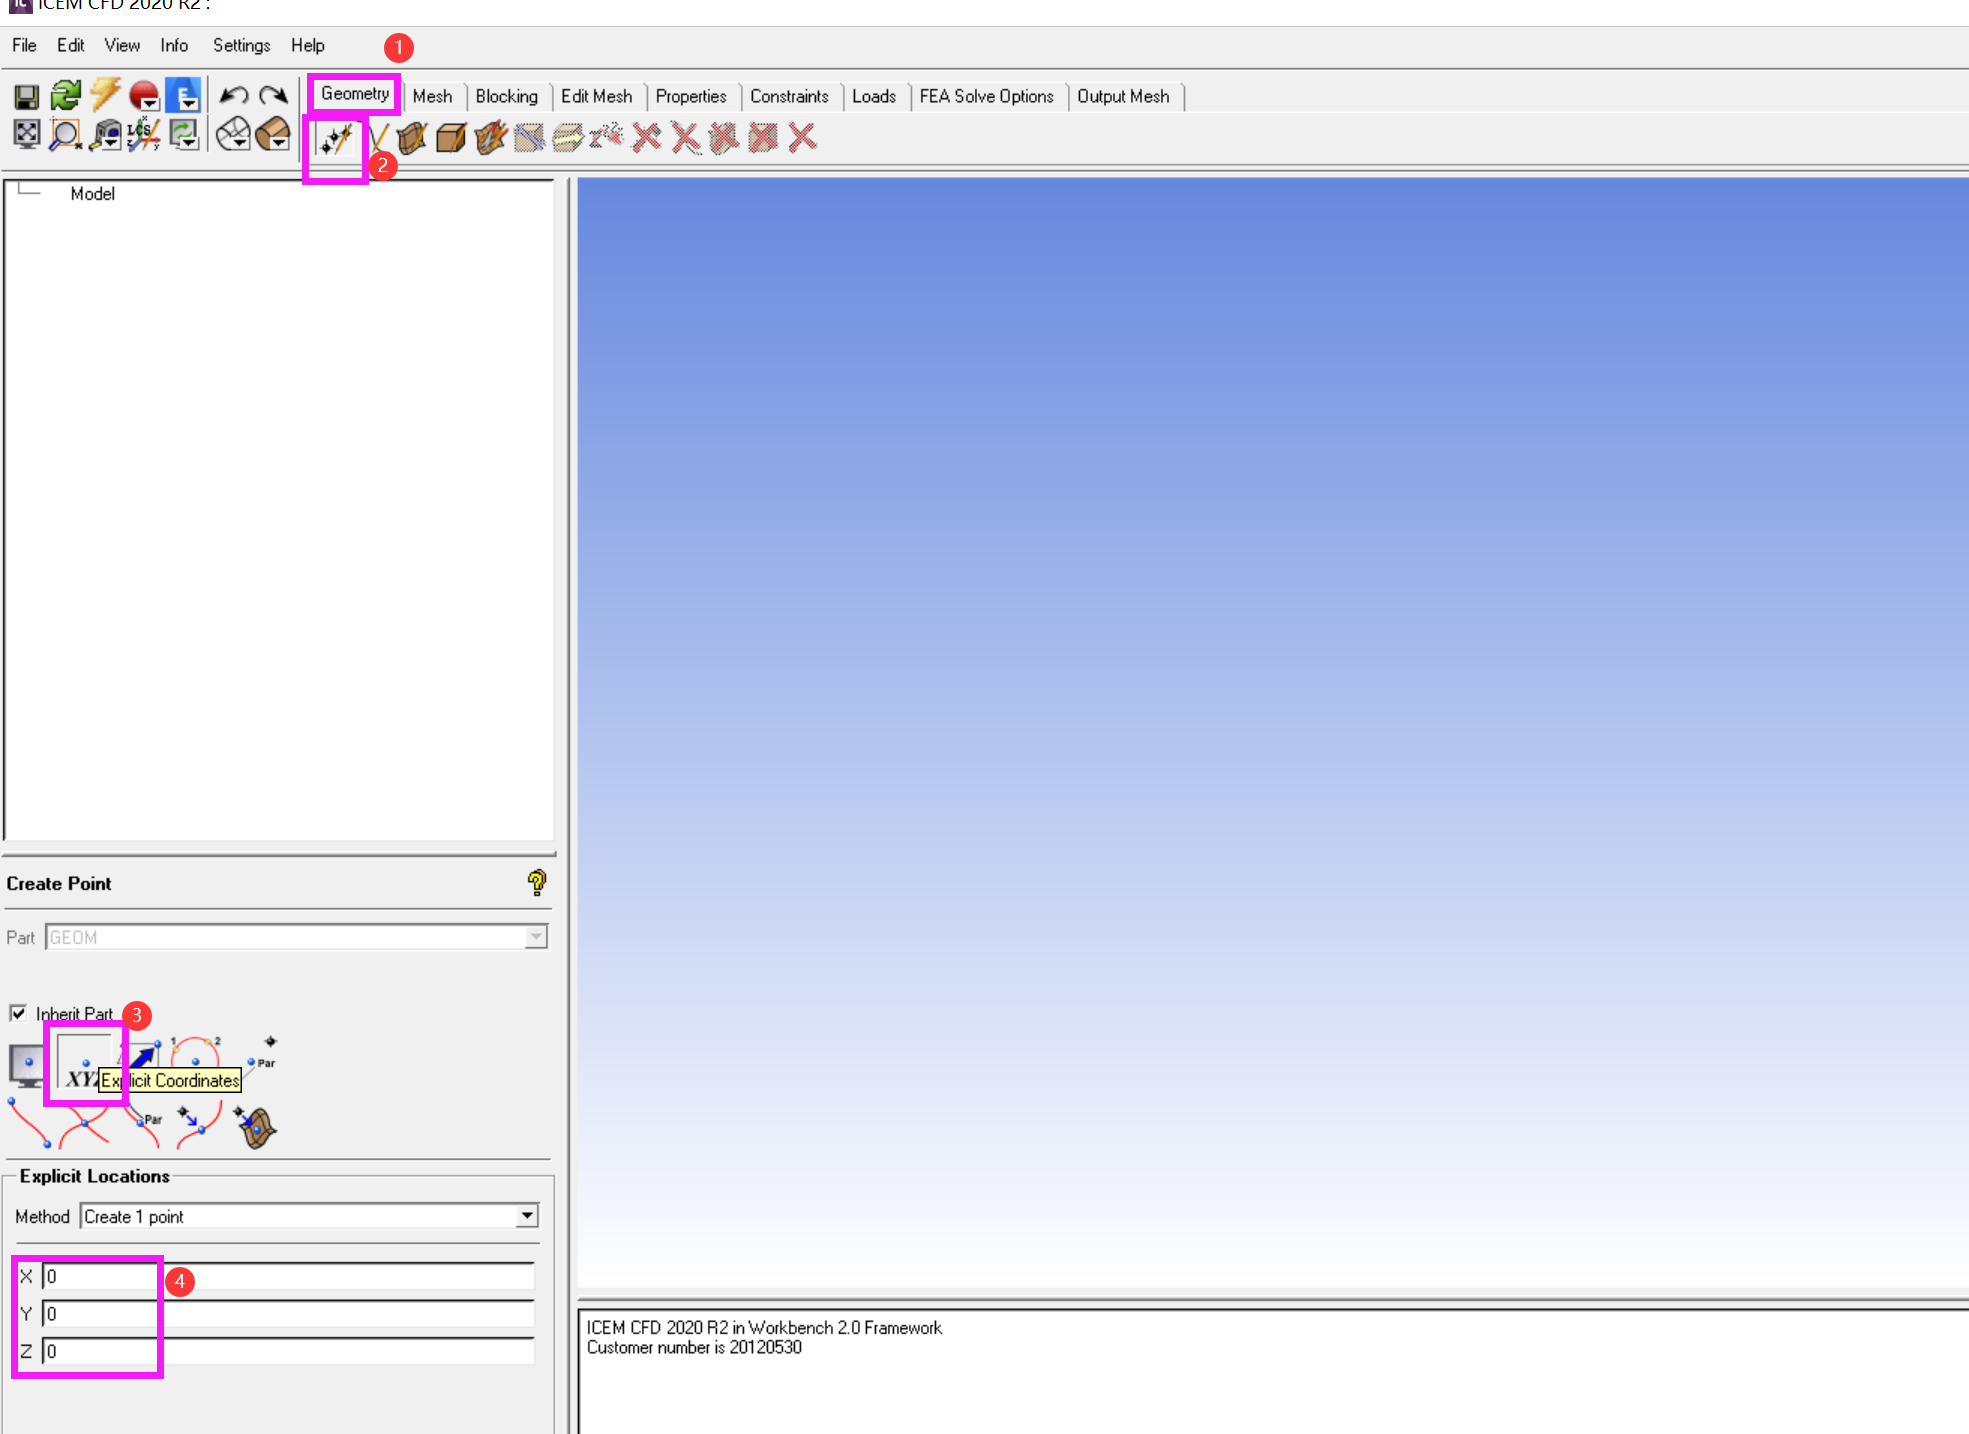 ICEM CFD 2020 R2 :
File Edit View Info Settings Help
1
Geometry Mesh Blocking Edit Mesh Properties Constraints Loads FEA Solve Options Output Mesh
2
Model
Create Point
Part GEOM
Inherit Part
3
XYZ
Explicit Coordinates
1 2
Par
Par
Explicit Locations
Method Create 1 point
X 0
4
Y 0
Z 0
ICEM CFD 2020 R2 in Workbench 2.0 Framework
Customer number is 20120530